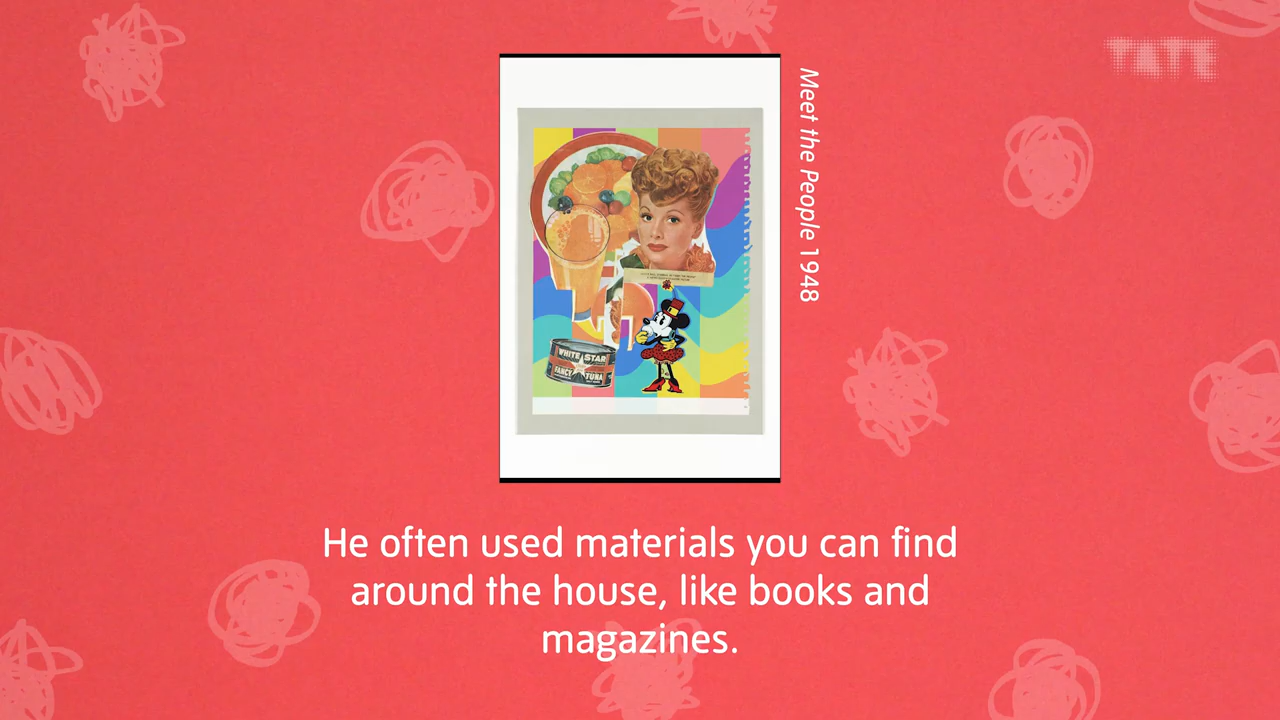 TATE
Meet the People 1948
WHITE STAR
FANCY TUNA
He often used materials you can find
around the house, like books and
magazines.